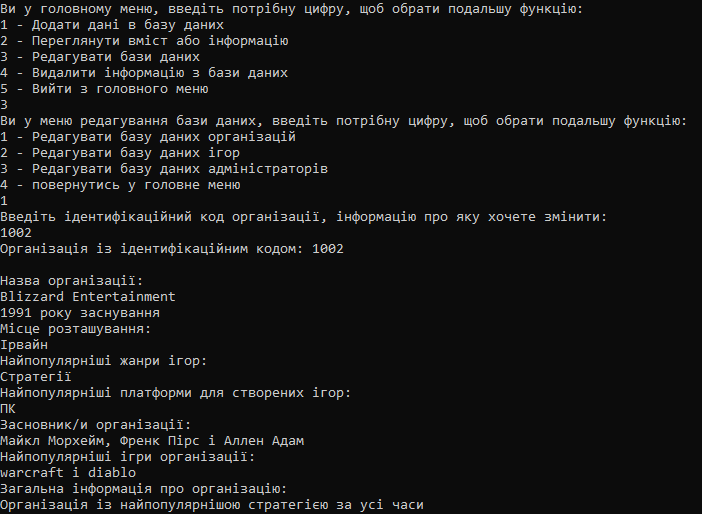 Ви у головному меню, введіть потрібну цифру, щоб обрати подальшу функцію:
1 - Додати дані в базу даних
2 - Переглянути вміст або інформацію
3 - Редагувати бази даних
4 - Видалити інформацію з бази даних
5 - Вийти з головного меню
3
Ви у меню редагування бази даних, введіть потрібну цифру, щоб обрати подальшу функцію:
1 - Редагувати базу даних організацій
2 - Редагувати базу даних ігор
3 - Редагувати базу даних адміністраторів
4 - повернутись у головне меню
1
Введіть ідентифікаційний код організації, інформацію про яку хочете змінити:
1002
Організація із ідентифікаційним кодом: 1002
Назва організації:
Blizzard Entertainment
1991 року заснування
Місце розташування:
Ірвайн
Найпопулярніші жанри ігор:
Стратегії
Найпопулярніші платформи для створених ігор:
ПК
Засновник/и організації:
Майкл Морхейм, Френк Пірс і Аллен Адам
Найпопулярніші ігри організації:
warcraft і diablo
Загальна інформація про організацію:
Організація із найпопулярнішою стратегією за усі часи